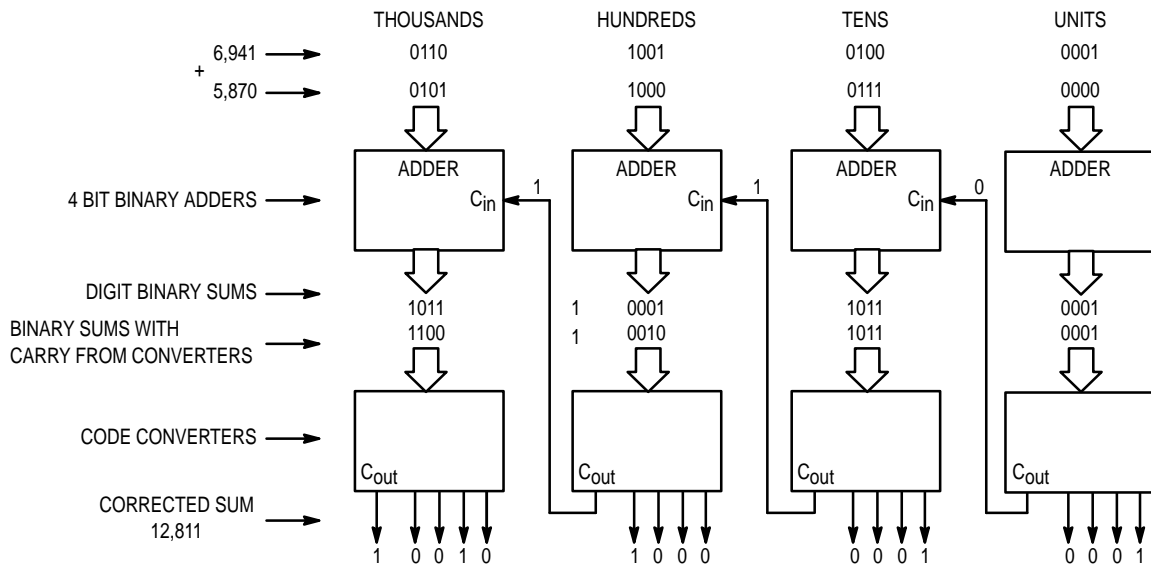 THOUSANDS HUNDREDS TENS UNITS
6,941 0110 1001 0100 0001
+
5,870 0101 1000 0111 0000
ADDER ADDER ADDER ADDER
1 1 0
4 BIT BINARY ADDERS Cin Cin Cin
DIGIT BINARY SUMS 1011 1 0001 1011 0001
BINARY SUMS WITH 1100 1 0010 1011 0001
CARRY FROM CONVERTERS
CODE CONVERTERS
Cout Cout Cout Cout
CORRECTED SUM
12,811
1 0 0 1 0 1 0 0 0 0 0 0 1 0 0 0 1